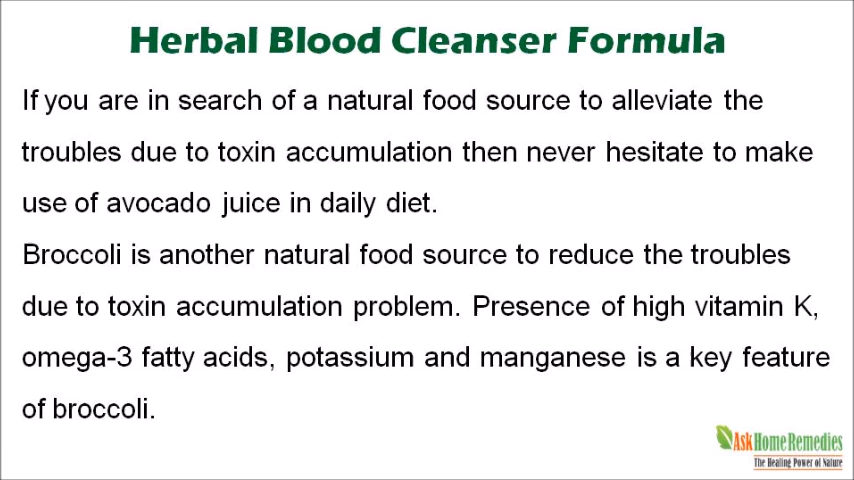 Herbal Blood Cleanser Formula
If you are in search of a natural food source to alleviate the
troubles due to toxin accumulation then never hesitate to make
use of avocado juice in daily diet.
Broccoli is another natural food source to reduce the troubles
due to toxin accumulation problem. Presence of high vitamin K,
omega-3 fatty acids, potassium and manganese is a key feature
of broccoli.
AskHomeRemedies
The Healing Power of Nature